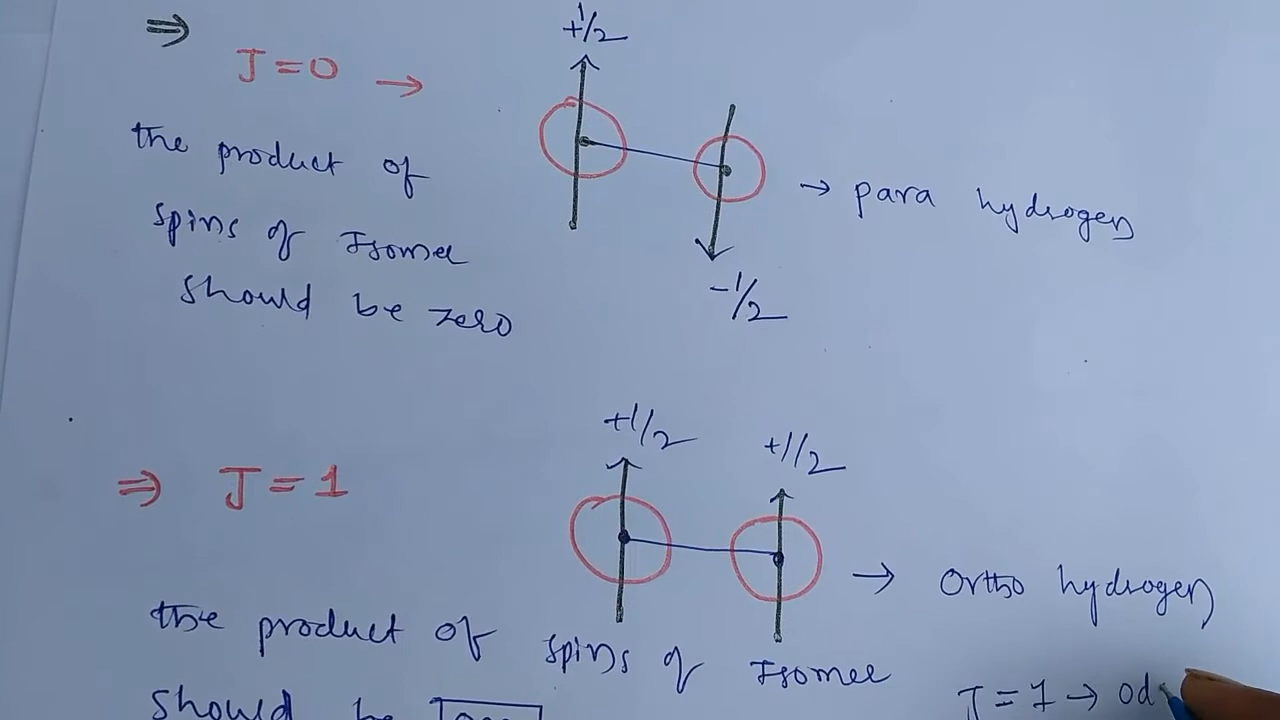 ⇒
J=0 →
+1/2
the product of
spins of Isomer
should be zero
→ para hydrogen
-1/2
⇒ J=1
+1/2
+1/2
→ Ortho hydrogen
the product of spins of Isomer
should be
J=1 → od